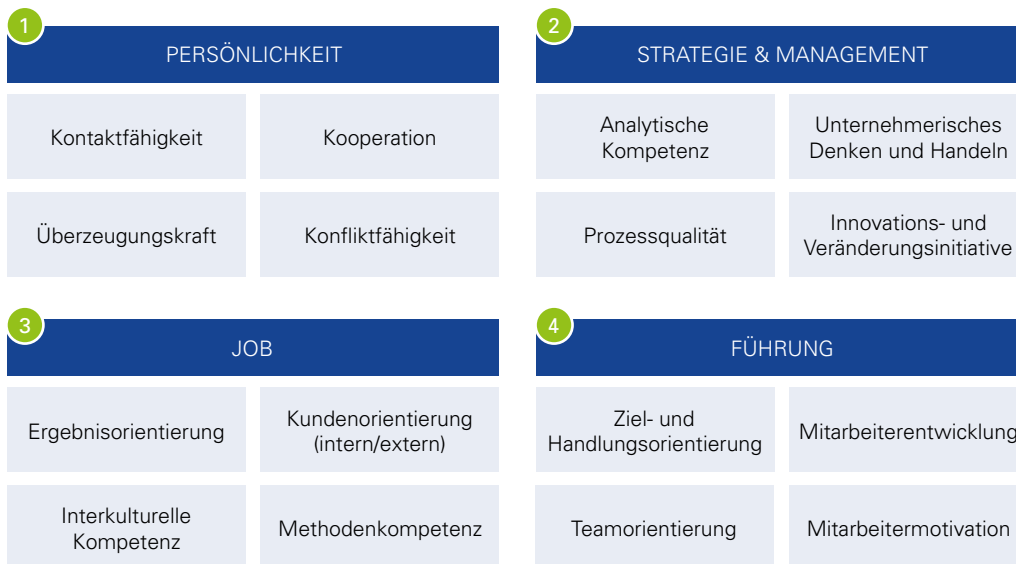 1
PERSÖNLICHKEIT
Kontaktfähigkeit
Kooperation
Überzeugungskraft
Konfliktfähigkeit
2
STRATEGIE & MANAGEMENT
Analytische
Kompetenz
Unternehmerisches
Denken und Handeln
Prozessqualität
Innovations- und
Veränderungsinitiative
3
JOB
Ergebnisorientierung
Kundenorientierung
(intern/extern)
Interkulturelle
Kompetenz
Methodenkompetenz
4
FÜHRUNG
Ziel- und
Handlungsorientierung
Mitarbeiterentwicklung
Teamorientierung
Mitarbeitermotivation